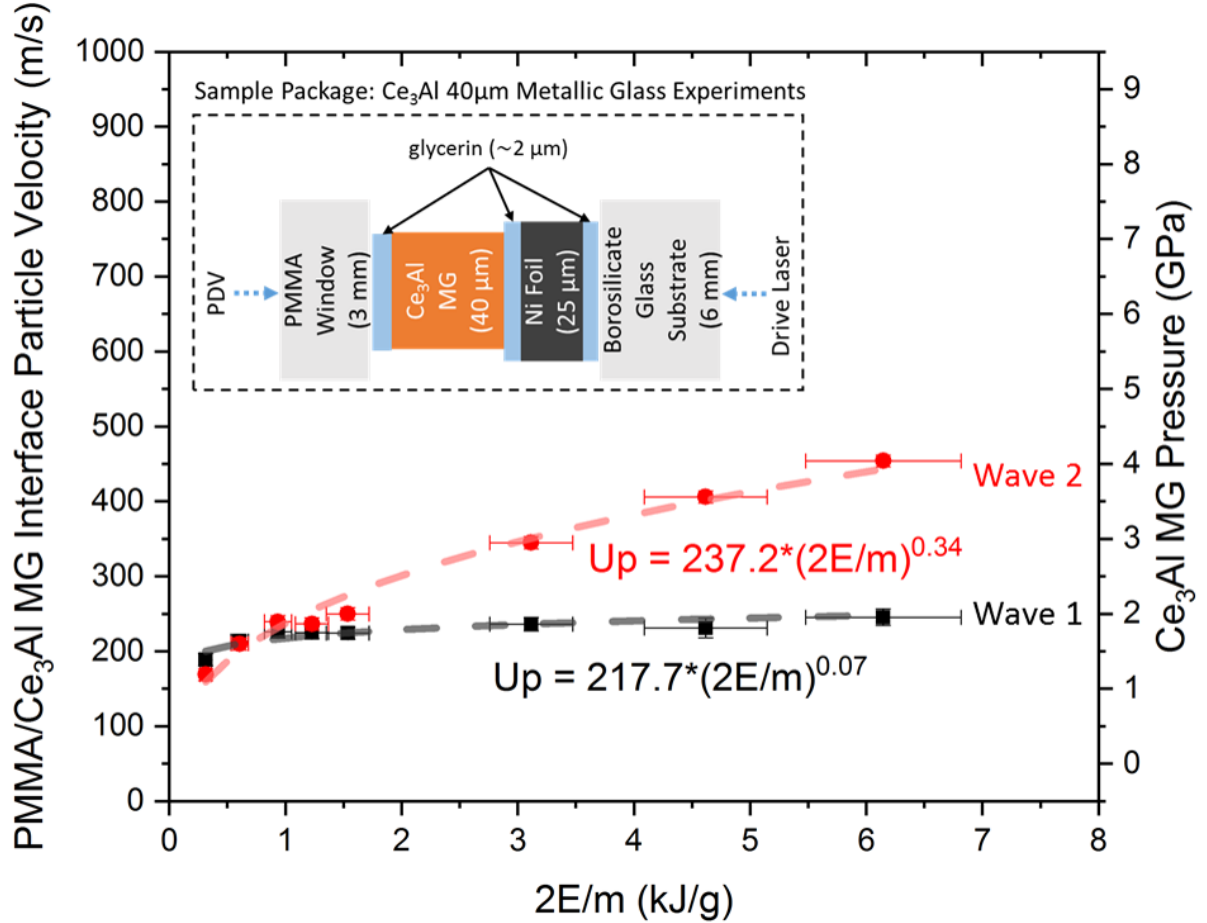 PMMA/Ce₃Al MG Interface Particle Velocity (m/s)
1000
900
800
700
600
500
400
300
200
100
0
Sample Package: Ce₃Al 40μm Metallic Glass Experiments
glycerin (~2 μm)
PDV
PMMA
Window
(3 mm)
Ce₃Al
MG
(40 μm)
Ni Foil
(25 μm)
Borosilicate
Glass
Substrate
(6 mm)
Drive Laser
Wave 2
Up = 237.2*(2E/m)^0.34
Wave 1
Up = 217.7*(2E/m)^0.07
9
8
7
6
5
4
3
2
1
0
Ce₃Al MG Pressure (GPa)
0 1 2 3 4 5 6 7 8
2E/m (kJ/g)